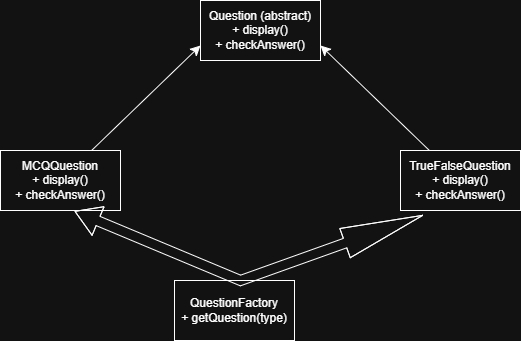 Question (abstract)
+ display()
+ checkAnswer()
MCQQuestion
+ display()
+ checkAnswer()
TrueFalseQuestion
+ display()
+ checkAnswer()
QuestionFactory
+ getQuestion(type)